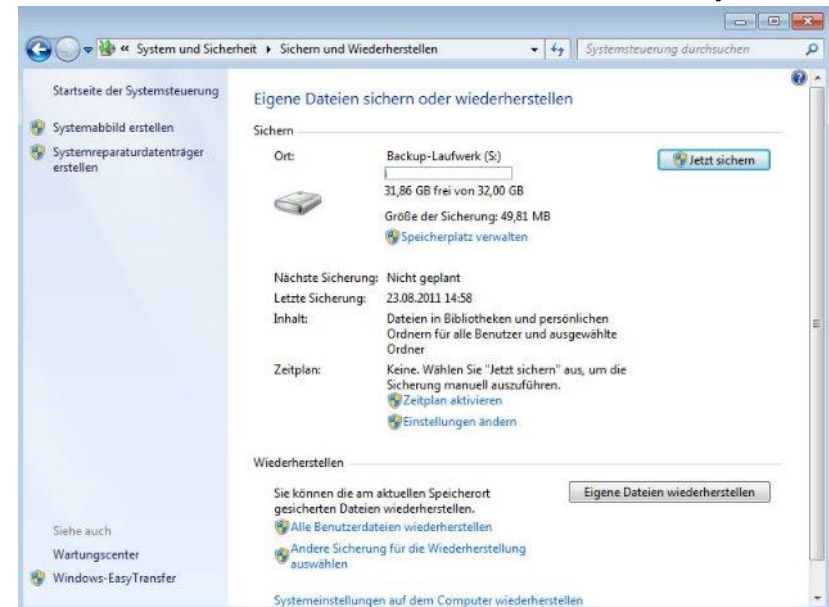 « System und Sicherheit ▸ Sichern und Wiederherstellen
Systemsteuerung durchsuchen
Startseite der Systemsteuerung
Systemabbild erstellen
Systemreparaturdatenträger
erstellen
Siehe auch
Wartungscenter
Windows-EasyTransfer
Eigene Dateien sichern oder wiederherstellen
Sichern
Ort: Backup-Laufwerk (S:)
Jetzt sichern
31,86 GB frei von 32,00 GB
Größe der Sicherung: 49,81 MB
Speicherplatz verwalten
Nächste Sicherung: Nicht geplant
Letzte Sicherung: 23.08.2011 14:58
Inhalt: Dateien in Bibliotheken und persönlichen
Ordnern für alle Benutzer und ausgewählte
Ordner
Zeitplan: Keine. Wählen Sie "Jetzt sichern" aus, um die
Sicherung manuell auszuführen.
Zeitplan aktivieren
Einstellungen ändern
Wiederherstellen
Sie können die am aktuellen Speicherort
gesicherten Dateien wiederherstellen.
Eigene Dateien wiederherstellen
Alle Benutzerdateien wiederherstellen
Andere Sicherung für die Wiederherstellung
auswählen
Systemeinstellungen auf dem Computer wiederherstellen